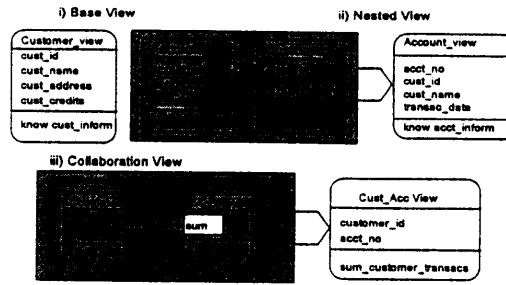 i) Base View
ii) Nested View
Customer_view
cust_id
cust_name
cust_address
cust_credits
know cust_inform
Account_view
acct_no
cust_id
cust_name
transac_data
know acct_inform
iii) Collaboration View
sum
Cust_Acc View
customer_id
acct_no
sum_customer_transacs